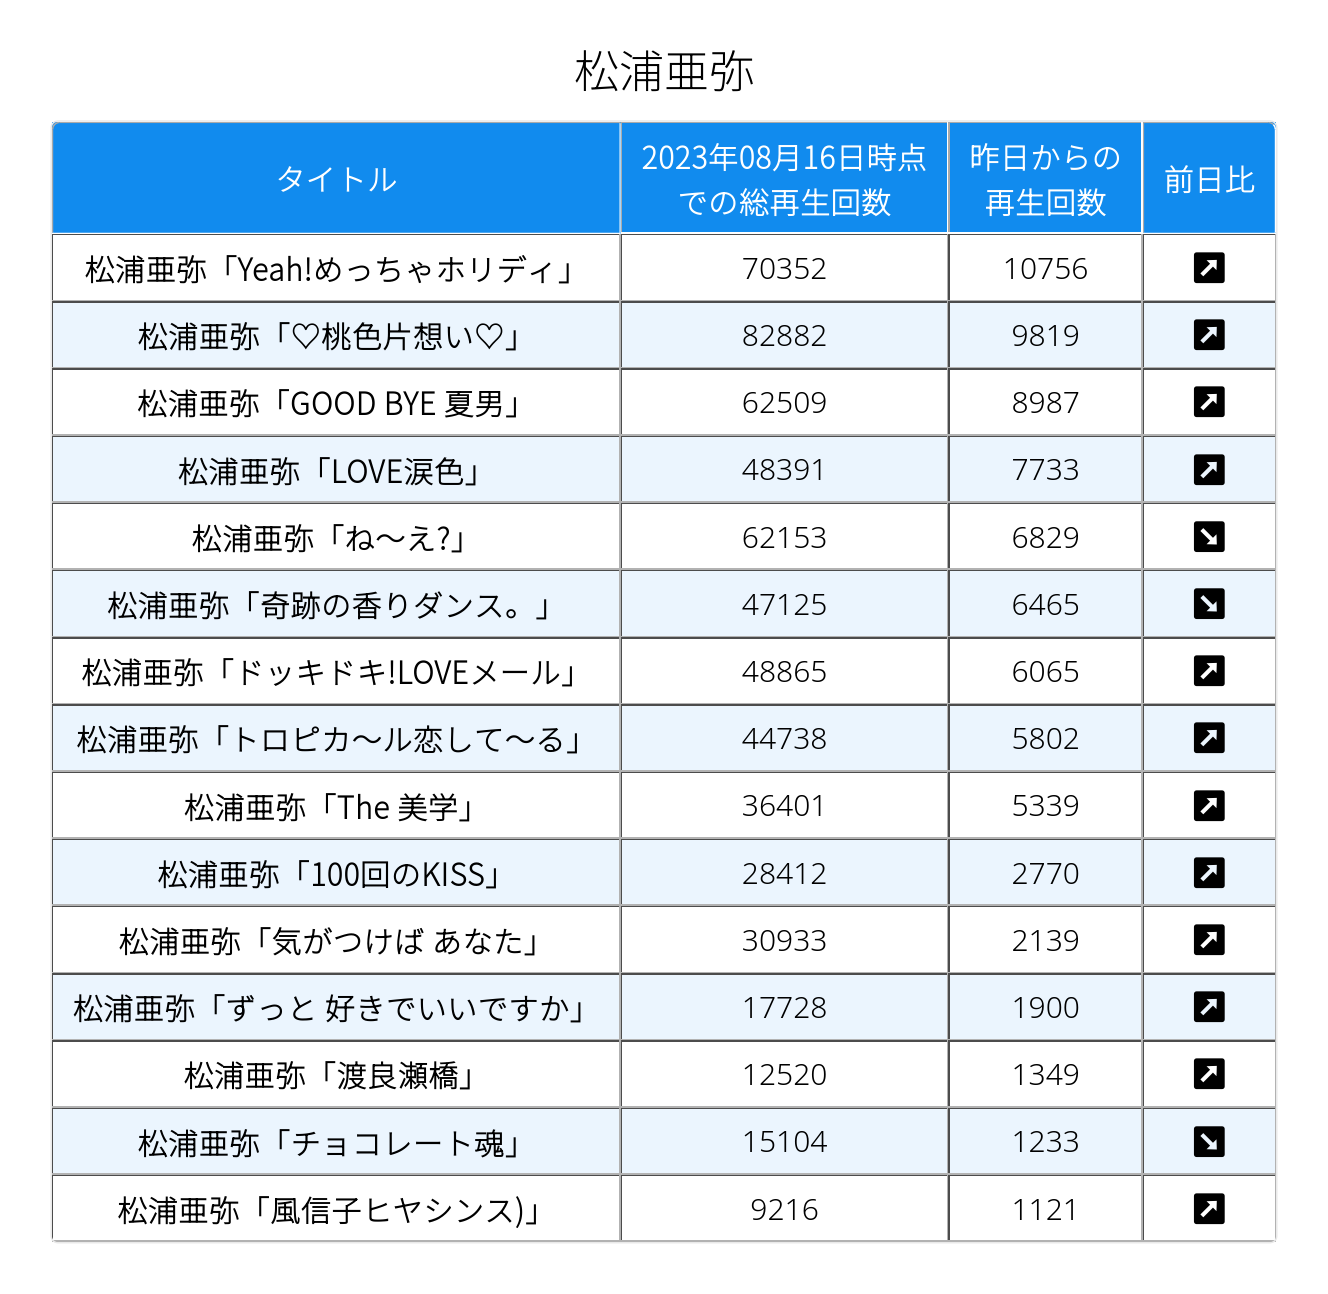 松浦亜弥
タイトル
2023年08月16日時点
での総再生回数
昨日からの
再生回数
前日比
松浦亜弥「Yeah!めっちゃホリディ」 70352 10756 ↗
松浦亜弥「♡桃色片想い♡」 82882 9819 ↗
松浦亜弥「GOOD BYE 夏男」 62509 8987 ↗
松浦亜弥「LOVE涙色」 48391 7733 ↗
松浦亜弥「ね〜え?」 62153 6829 ↘
松浦亜弥「奇跡の香りダンス。」 47125 6465 ↘
松浦亜弥「ドッキドキ!LOVEメール」 48865 6065 ↗
松浦亜弥「トロピカ〜ル恋して〜る」 44738 5802 ↗
松浦亜弥「The 美学」 36401 5339 ↗
松浦亜弥「100回のKISS」 28412 2770 ↗
松浦亜弥「気がつけば あなた」 30933 2139 ↗
松浦亜弥「ずっと 好きでいいですか」 17728 1900 ↗
松浦亜弥「渡良瀬橋」 12520 1349 ↗
松浦亜弥「チョコレート魂」 15104 1233 ↘
松浦亜弥「風信子ヒヤシンス)」 9216 1121 ↗